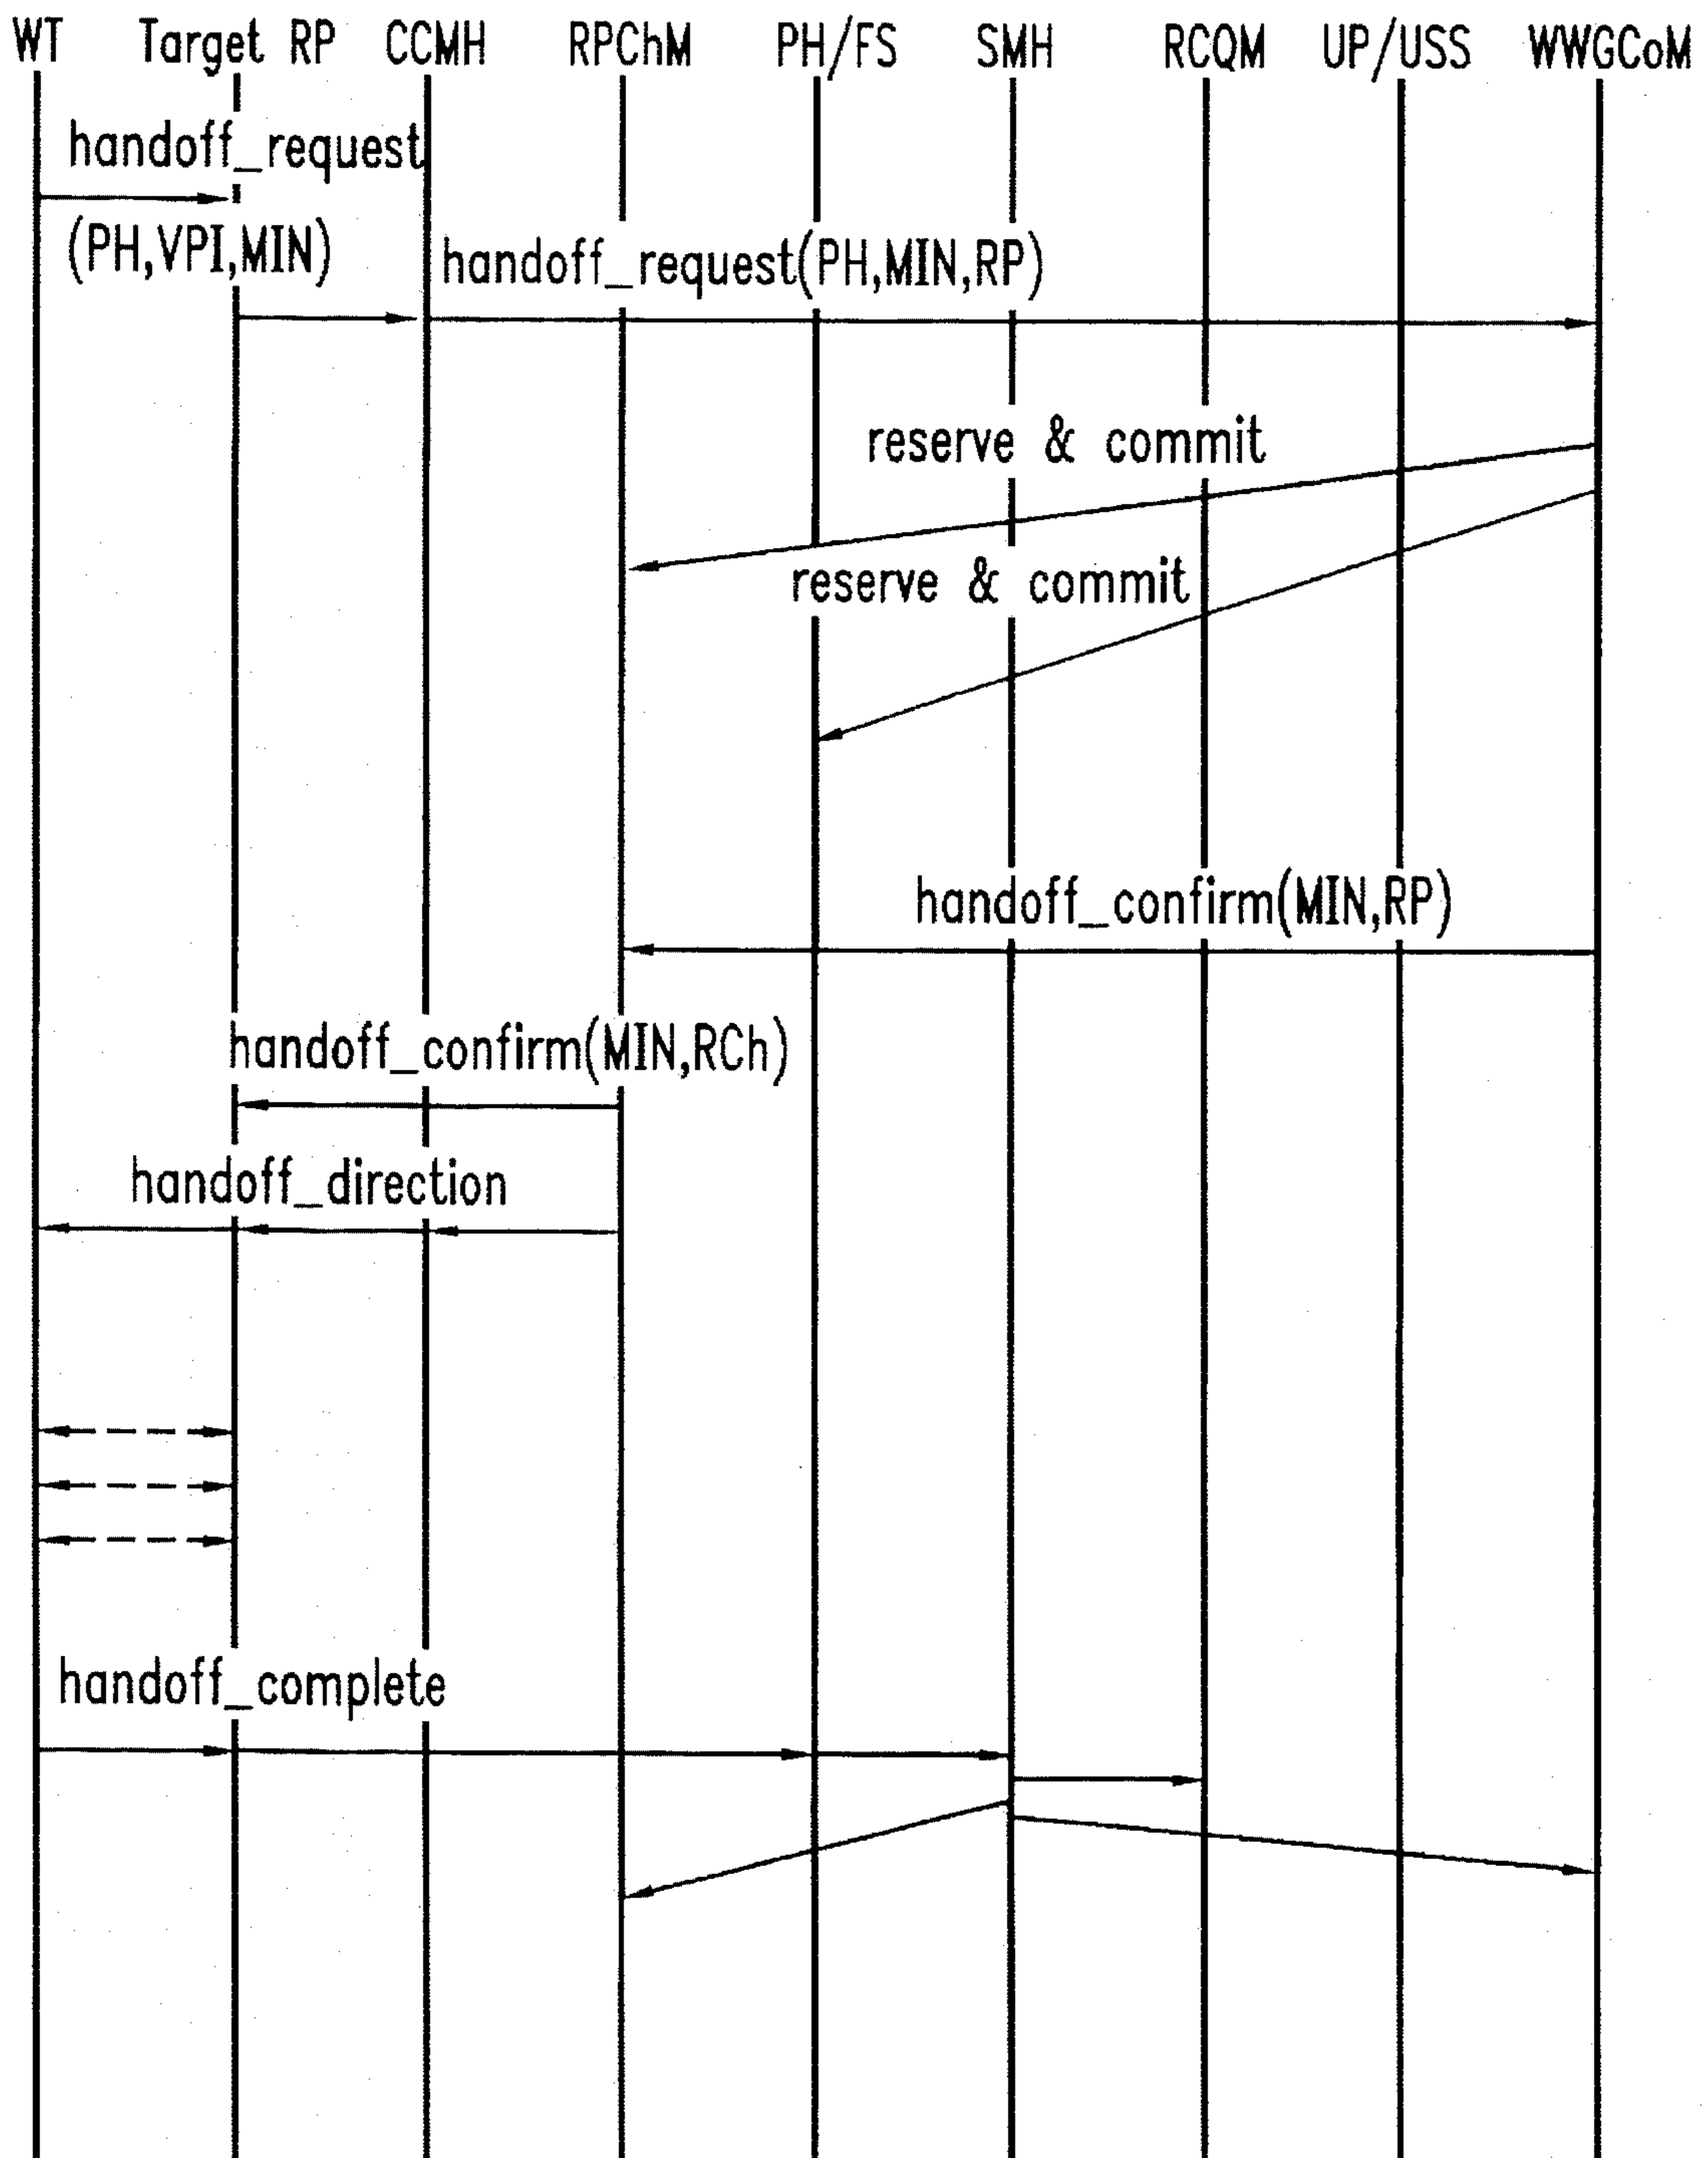 WT Target RP CCMH RPChM PH/FS SMH RCQM UP/USS WWGCoM
handoff_request
(PH,VPI,MIN)
handoff_request(PH,MIN,RP)
reserve & commit
reserve & commit
handoff_confirm(MIN,RP)
handoff_confirm(MIN,RCh)
handoff_direction
handoff_complete